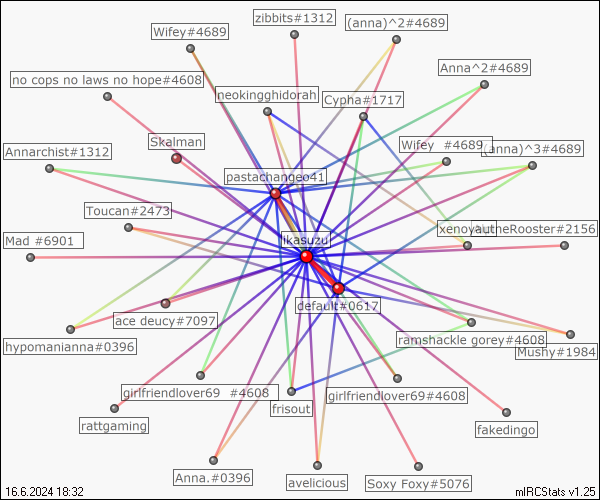 zibbits#1312
(anna)^2#4689
Wifey#4689
Anna^2#4689
no cops no laws no hope#4608
neokingghidorah
Cypha#1717
Skalman
Annarchist#1312
Wifey #4689
(anna)^3#4689
pastachangeo41
Toucan#2473
xenoyia
utheRooster#2156
Mad #6901
ikasuzu
default#0617
ace deucy#7097
hypomanianna#0396
ramshackle gorey#4608
Mushy#1984
girlfriendlover69 #4608
girlfriendlover69#4608
frisout
rattgaming
fakedingo
Anna.#0396
avelicious
Soxy Foxy#5076
16.6.2024 18:32
mIRCStats v1.25